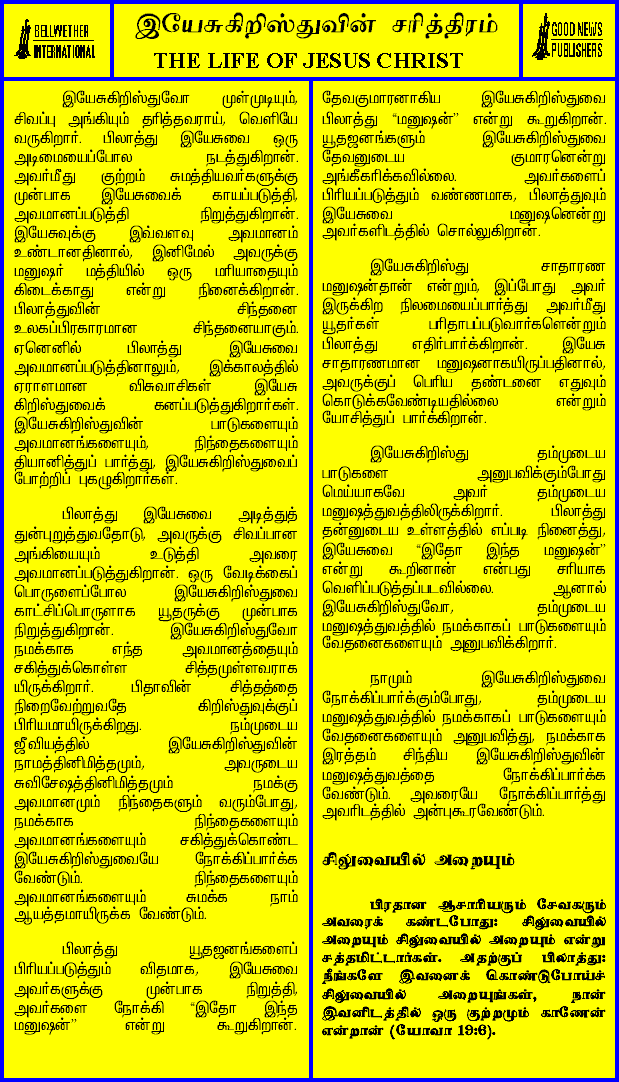 BELLWETHER
INTERNATIONAL
இயேசுகிறிஸ்துவின் சரித்திரம்
THE LIFE OF JESUS CHRIST
GOOD NEWS
PUBLISHERS
இயேசுகிறிஸ்துவோ முள்முடியும்,
சிவப்பு அங்கியும் தரித்தவராய், வெளியே
வருகிறார். பிலாத்து இயேசுவை ஒரு
அடிமையைப்போல நடத்துகிறான்.
அவர்மீது குற்றம் சுமத்தியவர்களுக்கு
முன்பாக இயேசுவைக் காயப்படுத்தி,
அவமானப்படுத்தி நிறுத்துகிறான்.
இயேசுவுக்கு இவ்வளவு அவமானம்
உண்டானதினால், இனிமேல் அவருக்கு
மனுஷர் மத்தியில் ஒரு மரியாதையும்
கிடைக்காது என்று நினைக்கிறான்.
பிலாத்துவின் சிந்தனை
உலகப்பிரகாரமான சிந்தனையாகும்.
ஏனெனில் பிலாத்து இயேசுவை
அவமானப்படுத்தினாலும், இக்காலத்தில்
ஏராளமான விசுவாசிகள் இயேசு
கிறிஸ்துவைக் கனப்படுத்துகிறார்கள்.
இயேசுகிறிஸ்துவின் பாடுகளையும்
அவமானங்களையும், நிந்தைகளையும்
தியானித்துப் பார்த்து, இயேசுகிறிஸ்துவைப்
போற்றிப் புகழுகிறார்கள்.
பிலாத்து இயேசுவை அடித்துத்
துன்புறுத்துவதோடு, அவருக்கு சிவப்பான
அங்கியையும் உடுத்தி அவரை
அவமானப்படுத்துகிறான். ஒரு வேடிக்கைப்
பொருளைப்போல இயேசுகிறிஸ்துவை
காட்சிப்பொருளாக யூதருக்கு முன்பாக
நிறுத்துகிறான். இயேசுகிறிஸ்துவோ
நமக்காக எந்த அவமானத்தையும்
சகித்துக்கொள்ள சித்தமுள்ளவராக
யிருக்கிறார். பிதாவின் சித்தத்தை
நிறைவேற்றுவதே கிறிஸ்துவுக்குப்
பிரியமாயிருக்கிறது. நம்முடைய
ஜீவியத்தில் இயேசுகிறிஸ்துவின்
நாமத்தினிமித்தமும், அவருடைய
சுவிசேஷத்தினிமித்தமும் நமக்கு
அவமானமும் நிந்தைகளும் வரும்போது,
நமக்காக நிந்தைகளையும்
அவமானங்களையும் சகித்துக்கொண்ட
இயேசுகிறிஸ்துவையே நோக்கிப்பார்க்க
வேண்டும். நிந்தைகளையும்
அவமானங்களையும் சுமக்க நாம்
ஆயத்தமாயிருக்க வேண்டும்.
பிலாத்து யூதஜனங்களைப்
பிரியப்படுத்தும் விதமாக, இயேசுவை
அவர்களுக்கு முன்பாக நிறுத்தி,
அவர்களை நோக்கி “இதோ இந்த
மனுஷன்” என்று கூறுகிறான்.
தேவகுமாரனாகிய இயேசுகிறிஸ்துவை
பிலாத்து “மனுஷன்” என்று கூறுகிறான்.
யூதஜனங்களும் இயேசுகிறிஸ்துவை
தேவனுடைய குமாரனென்று
அங்கீகரிக்கவில்லை. அவர்களைப்
பிரியப்படுத்தும் வண்ணமாக, பிலாத்துவும்
இயேசுவை மனுஷனென்று
அவர்களிடத்தில் சொல்லுகிறான்.
இயேசுகிறிஸ்து சாதாரண
மனுஷன்தான் என்றும், இப்போது அவர்
இருக்கிற நிலமையைப்பார்த்து அவர்மீது
யூதர்கள் பரிதாபப்படுவார்களென்றும்
பிலாத்து எதிர்பார்க்கிறான். இயேசு
சாதாரணமான மனுஷனாகயிருப்பதினால்,
அவருக்குப் பெரிய தண்டனை எதுவும்
கொடுக்கவேண்டியதில்லை என்றும்
யோசித்துப் பார்க்கிறான்.
இயேசுகிறிஸ்து தம்முடைய
பாடுகளை அனுபவிக்கும்போது
மெய்யாகவே அவர் தம்முடைய
மனுஷத்துவத்திலிருக்கிறார். பிலாத்து
தன்னுடைய உள்ளத்தில் எப்படி நினைத்து,
இயேசுவை “இதோ இந்த மனுஷன்”
என்று கூறினான் என்பது சரியாக
வெளிப்படுத்தப்படவில்லை. ஆனால்
இயேசுகிறிஸ்துவோ, தம்முடைய
மனுஷத்துவத்தில் நமக்காகப் பாடுகளையும்
வேதனைகளையும் அனுபவிக்கிறார்.
நாமும் இயேசுகிறிஸ்துவை
நோக்கிப்பார்க்கும்போது, தம்முடைய
மனுஷத்துவத்தில் நமக்காகப் பாடுகளையும்
வேதனைகளையும் அனுபவித்து, நமக்காக
இரத்தம் சிந்திய இயேசுகிறிஸ்துவின்
மனுஷத்துவத்தை நோக்கிப்பார்க்க
வேண்டும். அவரையே நோக்கிப்பார்த்து
அவரிடத்தில் அன்புகூரவேண்டும்.
சிலுவையில் அறையும்
பிரதான ஆசாரியரும் சேவகரும்
அவரைக் கண்டபோது: சிலுவையில்
அறையும் சிலுவையில் அறையும் என்று
சத்தமிட்டார்கள். அதற்குப் பிலாத்து:
நீங்களே இவனைக் கொண்டுபோய்ச்
சிலுவையில் அறையுங்கள், நான்
இவனிடத்தில் ஒரு குற்றமும் காணேன்
என்றான் (யோவா 19:6).